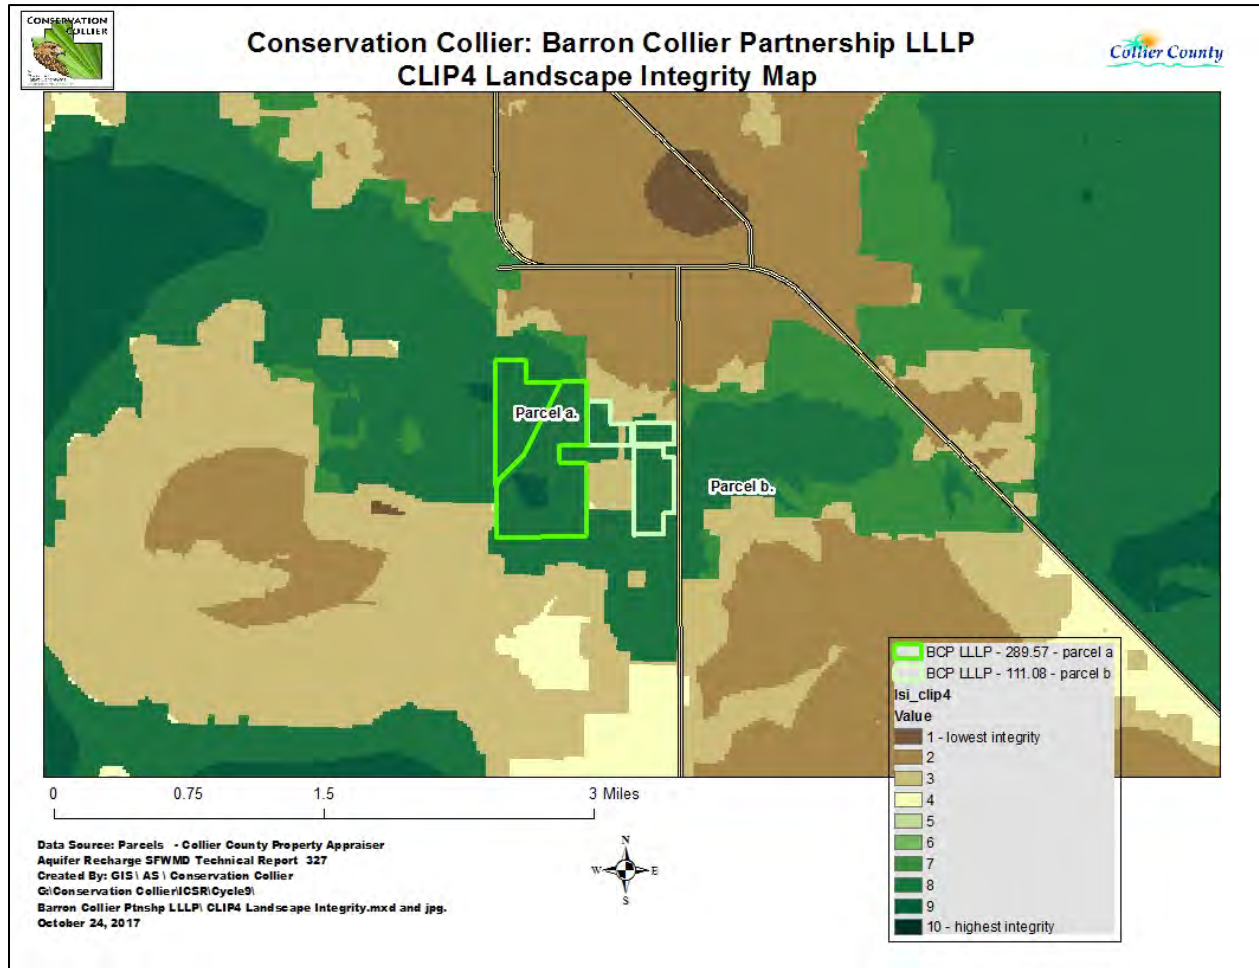 CONSERVATION
COLLIER
Conservation Collier: Barron Collier Partnership LLLP
CLIP4 Landscape Integrity Map
Collier County
Parcel a.
Parcel b.
BCP LLLP - 289.57 - parcel a
BCP LLLP - 111.08 - parcel b
lsi_clip4
Value
1 - lowest integrity
2
3
4
5
6
7
8
9
10 - highest integrity
0 0.75 1.5 3 Miles
Data Source: Parcels - Collier County Property Appraiser
Aquifer Recharge SFWMD Technical Report 327
Created By: GIS \ AS \ Conservation Collier
G:\Conservation Collier\ICSR\Cycle9\
Barron Collier Ptnshp LLLP\ CLIP4 Landscape Integrity.mxd and jpg.
October 24, 2017
N
W E
S